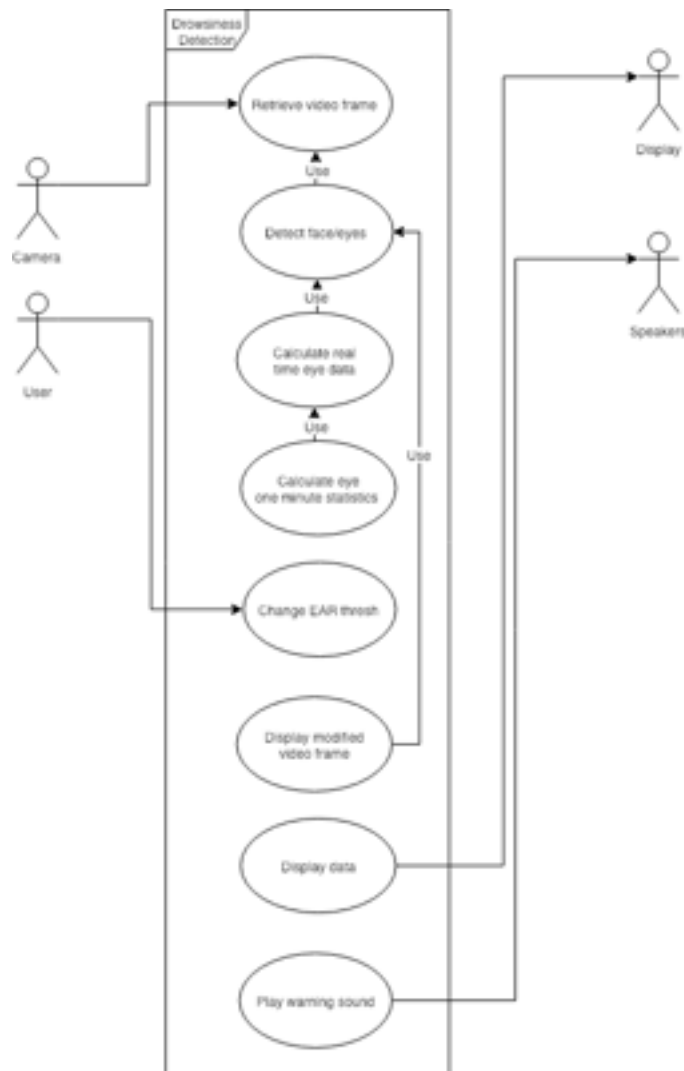 Drowsiness
Detection
Retrieve video frame
Use
Display
Camera
Detect face/eyes
Use
Speakers
User
Calculate real
time eye data
Use
Use
Calculate eye
one minute statistics
Change EAR thresh
Display modified
video frame
Display data
Play warning sound